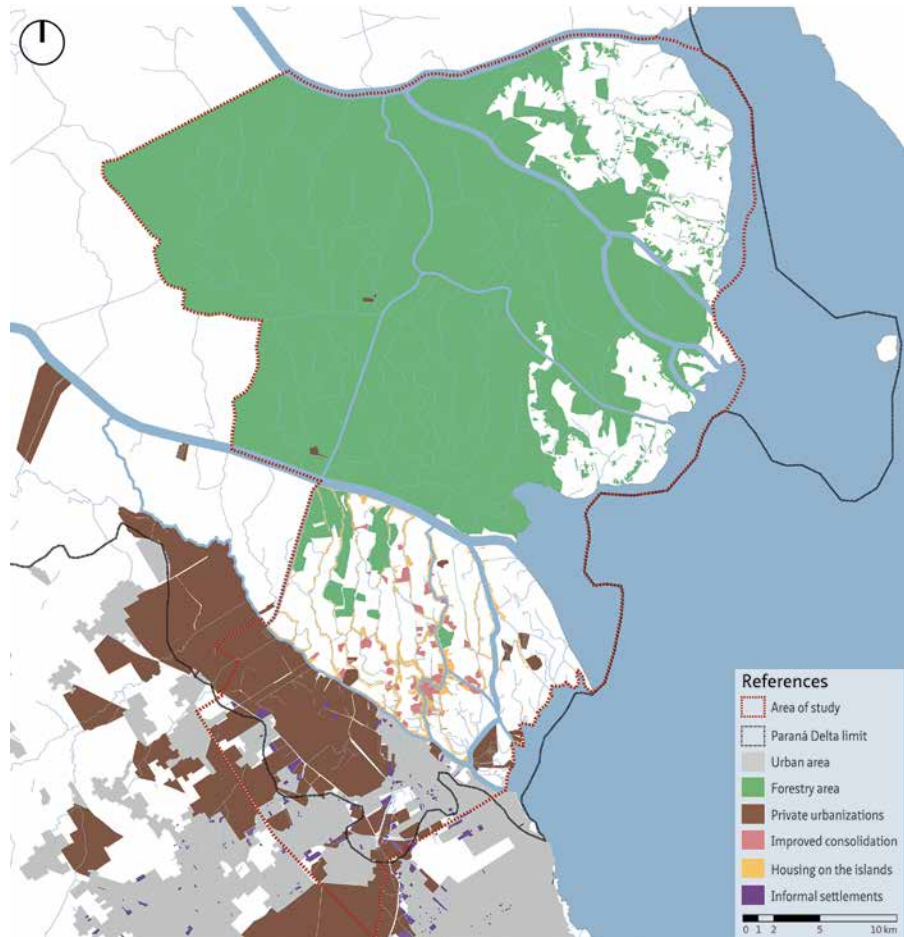 References
Area of study
Paraná Delta limit
Urban area
Forestry area
Private urbanizations
Improved consolidation
Housing on the islands
Informal settlements
0 1 2 5 10 km